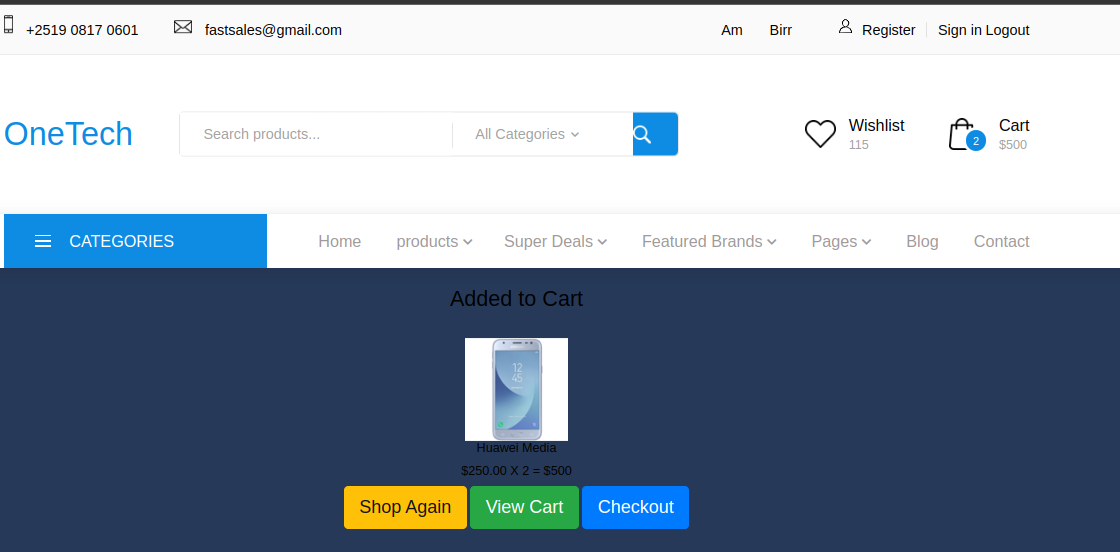 +2519 0817 0601 fastsales@gmail.com Am Birr Register Sign in Logout
OneTech Search products... All Categories Wishlist 115 2 Cart $500
CATEGORIES Home products Super Deals Featured Brands Pages Blog Contact
Added to Cart
12
45
Huawei Media
$250.00 X 2 = $500
Shop Again View Cart Checkout